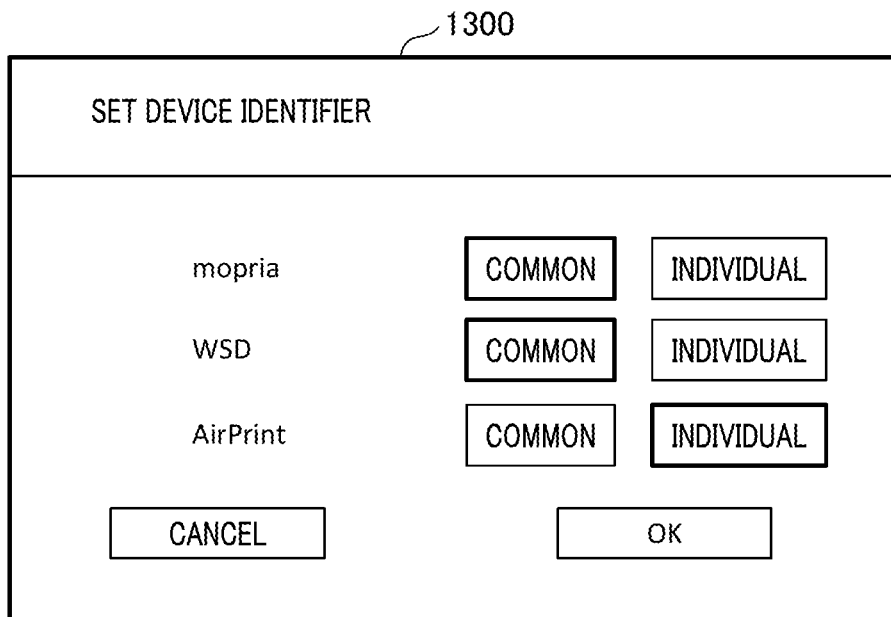 1300
SET DEVICE IDENTIFIER
mopria COMMON INDIVIDUAL
WSD COMMON INDIVIDUAL
AirPrint COMMON INDIVIDUAL
CANCEL OK